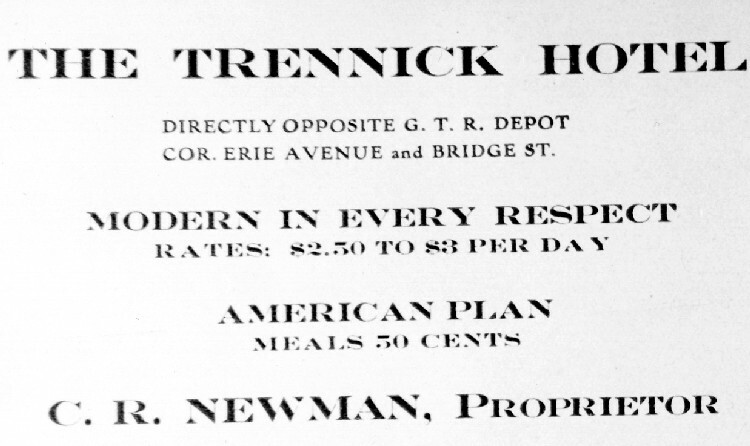 THE TRENNICK HOTEL
DIRECTLY OPPOSITE G. T. R. DEPOT
COR. ERIE AVENUE and BRIDGE ST.
MODERN IN EVERY RESPECT
RATES: $2.50 TO $3 PER DAY
AMERICAN PLAN
MEALS 50 CENTS
C. R. NEWMAN, PROPRIETOR